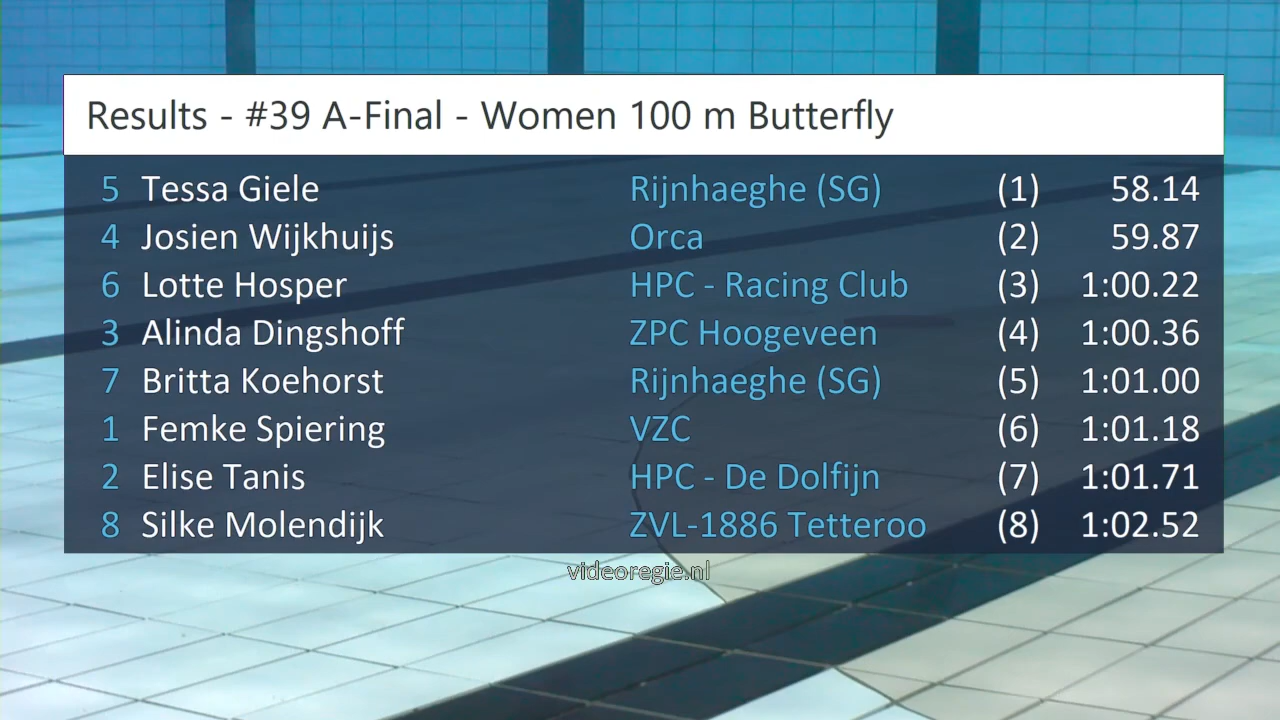 Results - #39 A-Final - Women 100 m Butterfly
5 Tessa Giele Rijnhaeghe (SG) (1) 58.14
4 Josien Wijkhuijs Orca (2) 59.87
6 Lotte Hosper HPC - Racing Club (3) 1:00.22
3 Alinda Dingshoff ZPC Hoogeveen (4) 1:00.36
7 Britta Koehorst Rijnhaeghe (SG) (5) 1:01.00
1 Femke Spiering VZC (6) 1:01.18
2 Elise Tanis HPC - De Dolfijn (7) 1:01.71
8 Silke Molendijk ZVL-1886 Tetteroo (8) 1:02.52
videoregie.nl